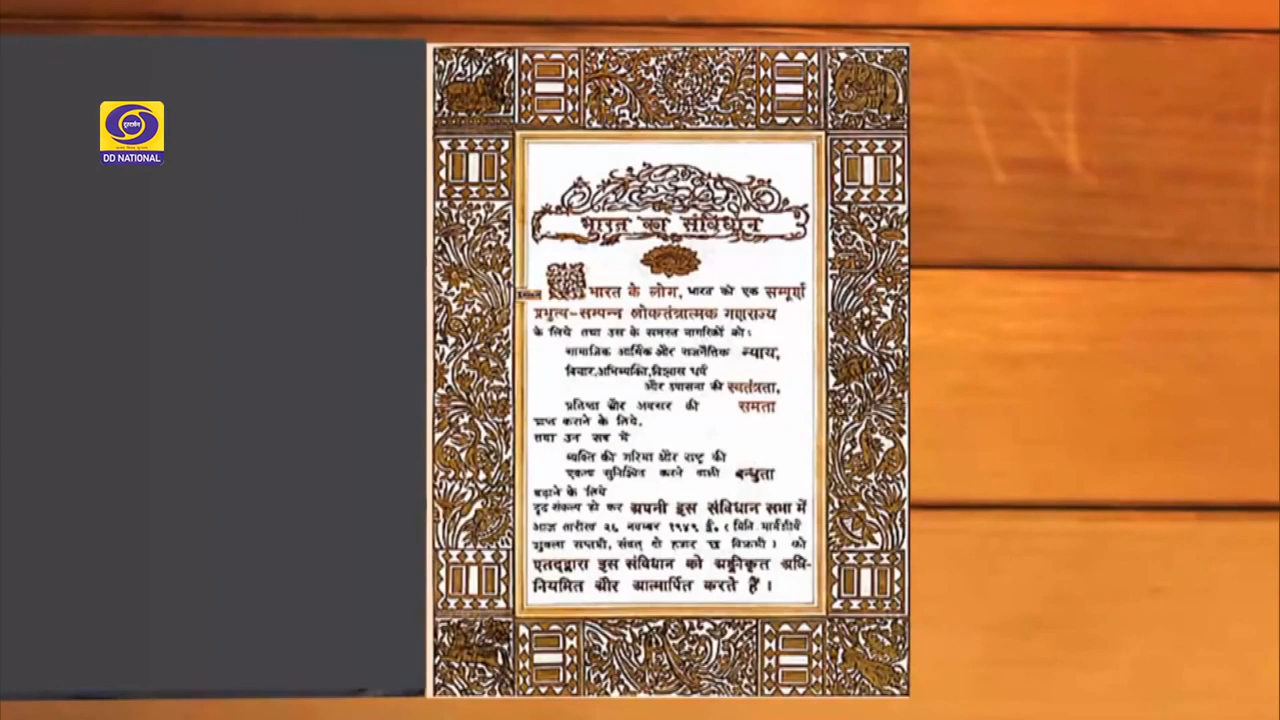 दूरदर्शन
DD NATIONAL
भारत का संविधान
भारत के लोग, भारत को एक सम्पूर्ण
प्रभुत्व-सम्पन्न लोकतंत्रात्मक गणराज्य
के लिये तथा उस के समस्त नागरिकों को:
सामाजिक आर्थिक और राजनैतिक न्याय,
विचार,अभिव्यक्ति,विश्वास धर्म
और उपासना की स्वतंत्रता,
प्रतिष्ठा और अवसर की समता
प्राप्त कराने के लिये,
तथा उन सब में
व्यक्ति की गरिमा और राष्ट्र की
एकता सुनिश्चित करने वाली बन्धुता
बढ़ाने के लिये
दृढ़ संकल्प हो कर अपनी इस संविधान सभा में
आज तारीख २६ नवम्बर १९४९ ई. (मिति मार्गशीर्ष
शुक्ला सप्तमी, संवत् दो हजार छ विक्रमी) को
एतद्द्वारा इस संविधान को अङ्गीकृत अधि-
नियमित और आत्मार्पित करते हैं।